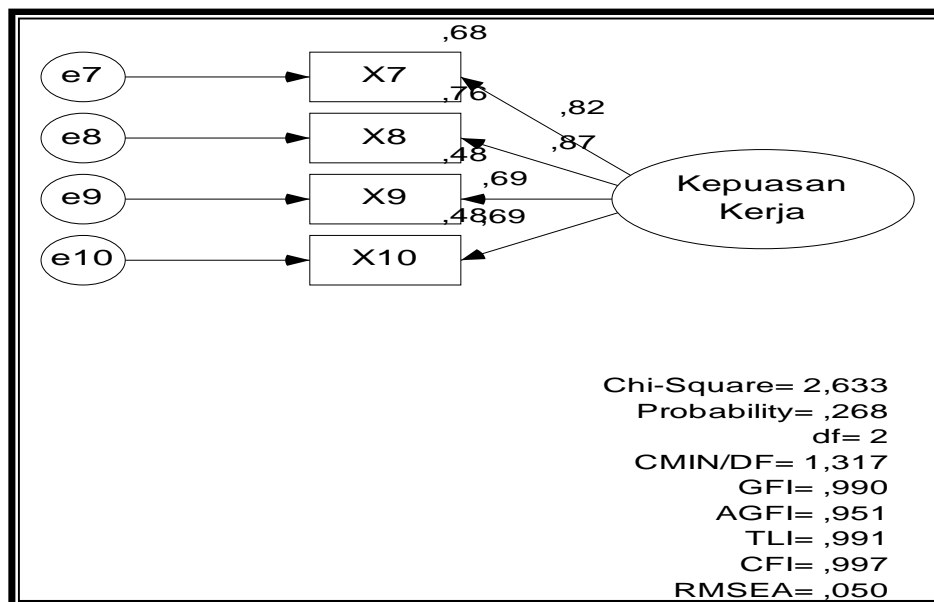 ,68
e7
X7
,76
,82
e8
X8
,87
,48
,69
Kepuasan
Kerja
e9
X9
,48
,69
e10
X10
Chi-Square= 2,633
Probability= ,268
df= 2
CMIN/DF= 1,317
GFI= ,990
AGFI= ,951
TLI= ,991
CFI= ,997
RMSEA= ,050